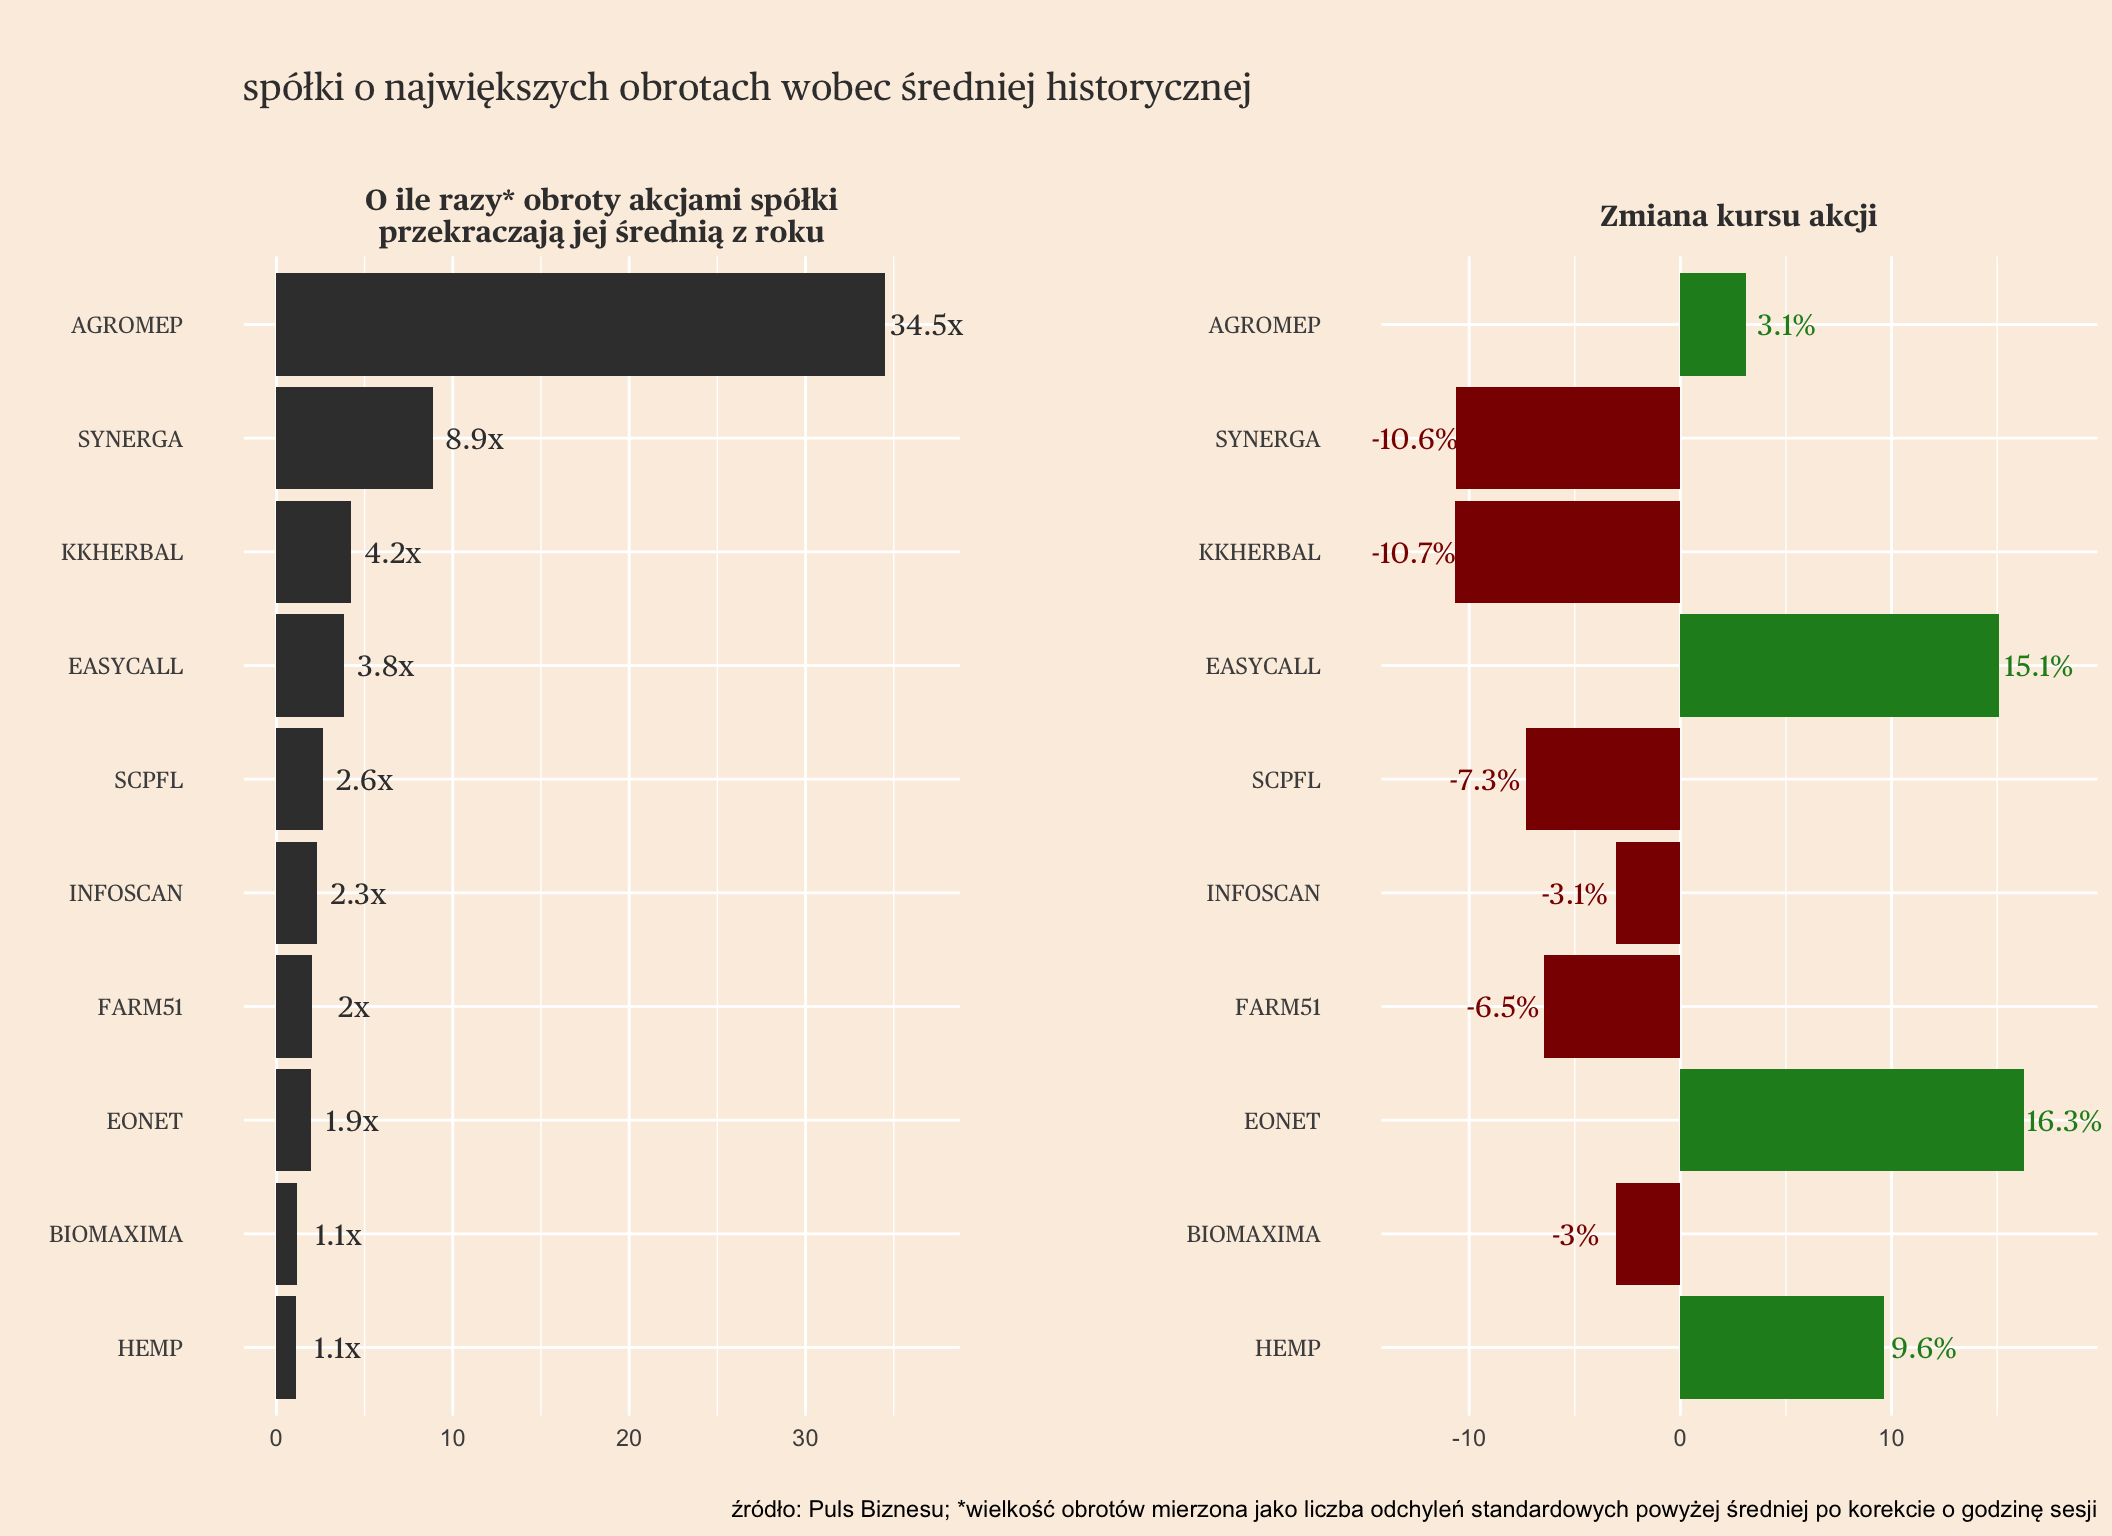 spółki o największych obrotach wobec średniej historycznej
O ile razy* obroty akcjami spółki
przekraczają jej średnią z roku
AGROMEP
34.5x
SYNERGA
8.9x
KKHERBAL
4.2x
EASYCALL
3.8x
SCPFL
2.6x
INFOSCAN
2.3x
FARM51
2x
EONET
1.9x
BIOMAXIMA
1.1x
HEMP
1.1x
0 10 20 30
Zmiana kursu akcji
AGROMEP
3.1%
SYNERGA
-10.6%
KKHERBAL
-10.7%
EASYCALL
15.1%
SCPFL
-7.3%
INFOSCAN
-3.1%
FARM51
-6.5%
EONET
16.3%
BIOMAXIMA
-3%
HEMP
9.6%
-10 0 10
źródło: Puls Biznesu; *wielkość obrotów mierzona jako liczba odchyleń standardowych powyżej średniej po korekcie o godzinę sesji